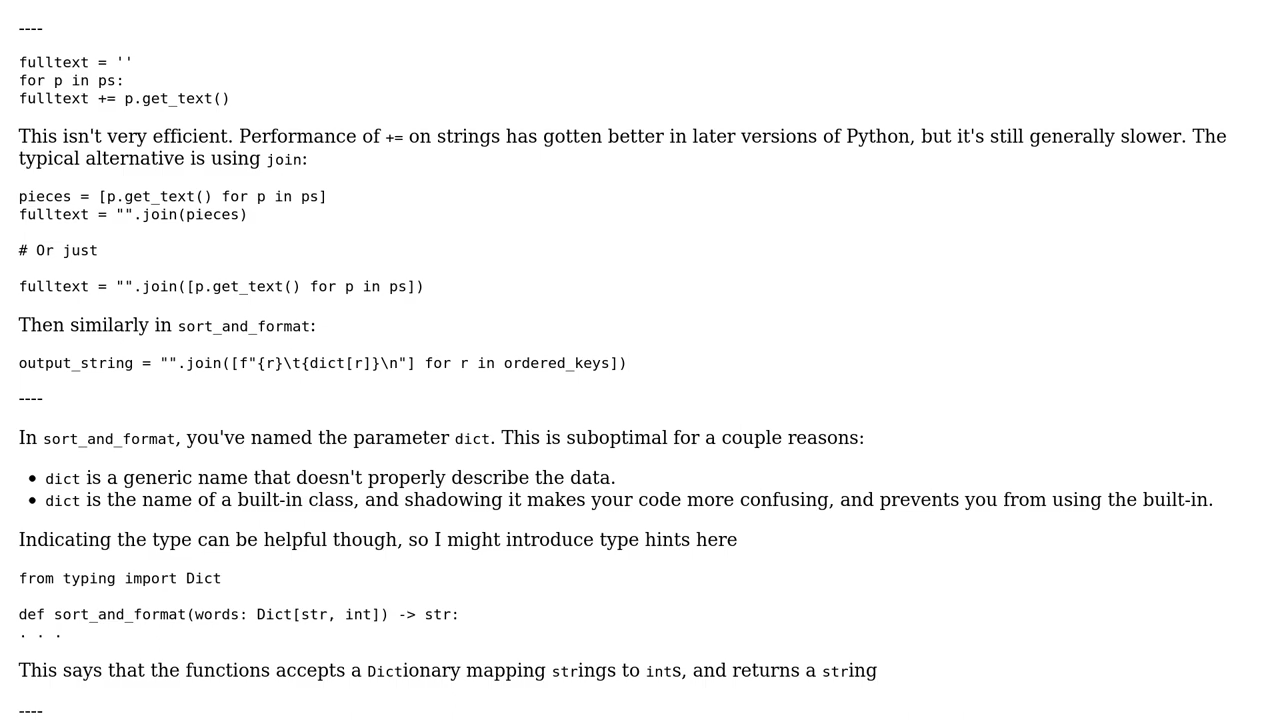 ----
fulltext = ''
for p in ps:
fulltext += p.get_text()
This isn't very efficient. Performance of += on strings has gotten better in later versions of Python, but it's still generally slower. The
typical alternative is using join:
pieces = [p.get_text() for p in ps]
fulltext = "".join(pieces)
# Or just
fulltext = "".join([p.get_text() for p in ps])
Then similarly in sort_and_format:
output_string = "".join([f"{r}\t{dict[r]}\n"] for r in ordered_keys])
----
In sort_and_format, you've named the parameter dict. This is suboptimal for a couple reasons:
• dict is a generic name that doesn't properly describe the data.
• dict is the name of a built-in class, and shadowing it makes your code more confusing, and prevents you from using the built-in.
Indicating the type can be helpful though, so I might introduce type hints here
from typing import Dict
def sort_and_format(words: Dict[str, int]) -> str:
. . .
This says that the functions accepts a Dictionary mapping strings to ints, and returns a string
----